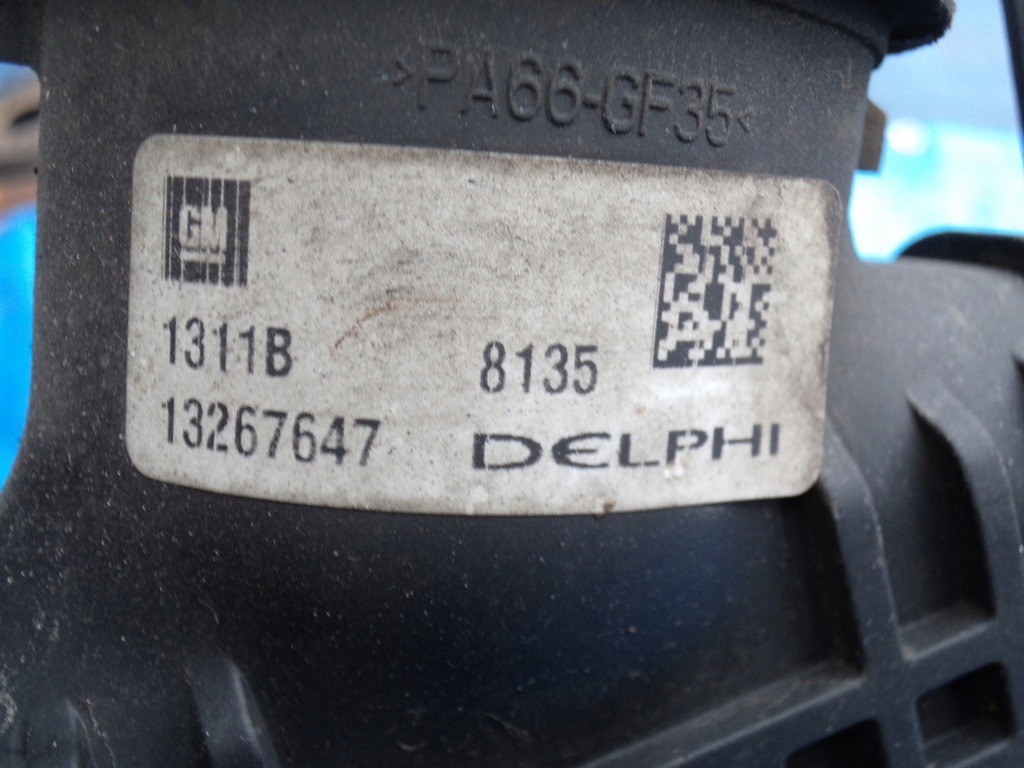 >PA66-GF35<
GM
1311B 8135
13267647 DELPHI